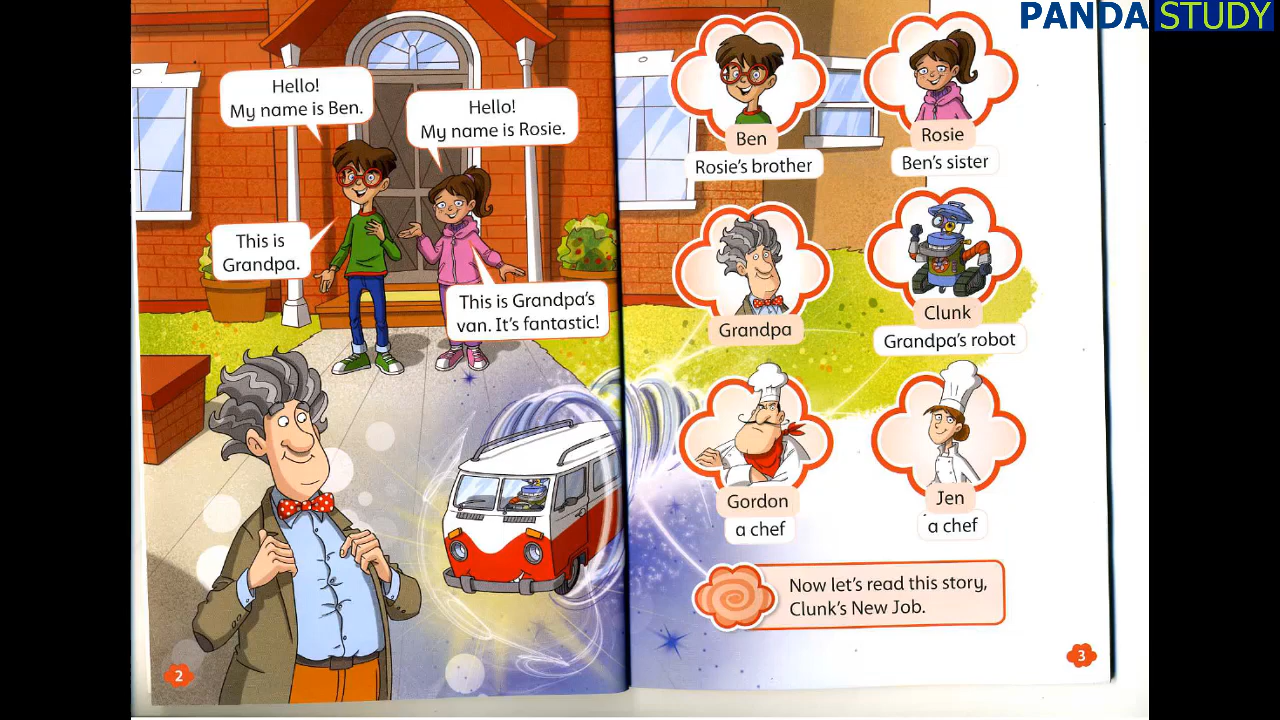 PANDA STUDY
Hello!
My name is Ben.
Hello!
My name is Rosie.
This is
Grandpa.
This is Grandpa's
van. It's fantastic!
2
Ben
Rosie's brother
Rosie
Ben's sister
Grandpa
Clunk
Grandpa's robot
Gordon
a chef
Jen
a chef
Now let's read this story,
Clunk's New Job.
3